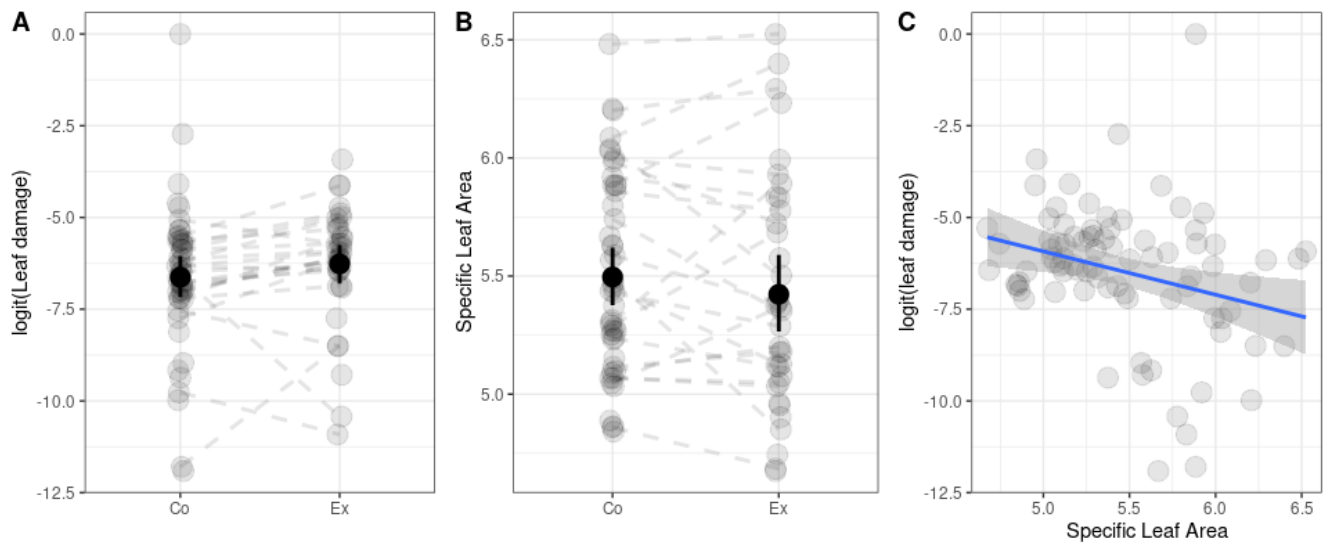 A
logit(Leaf damage)
0.0
-2.5
-5.0
-7.5
-10.0
-12.5
Co
Ex
B
Specific Leaf Area
6.5
6.0
5.5
5.0
Co
Ex
C
logit(leaf damage)
0.0
-2.5
-5.0
-7.5
-10.0
-12.5
5.0
5.5
6.0
6.5
Specific Leaf Area